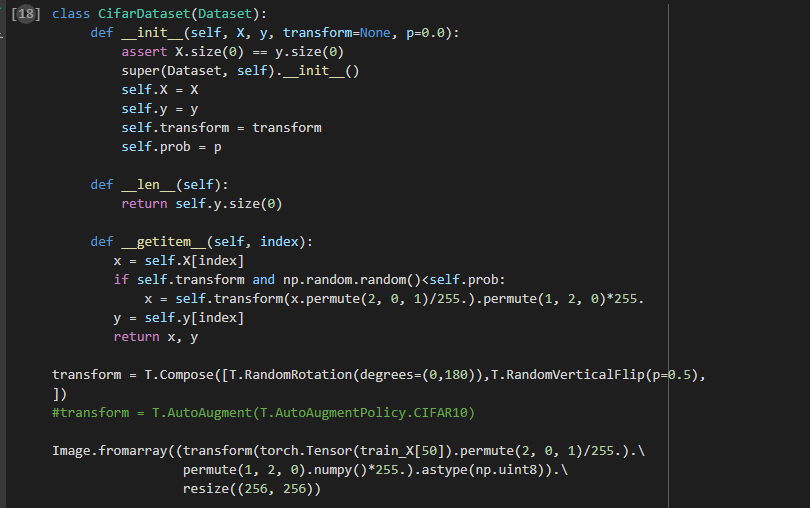 [18] class CifarDataset(Dataset):
def __init__(self, X, y, transform=None, p=0.0):
assert X.size(0) == y.size(0)
super(Dataset, self).__init__()
self.X = X
self.y = y
self.transform = transform
self.prob = p
def __len__(self):
return self.y.size(0)
def __getitem__(self, index):
x = self.X[index]
if self.transform and np.random.random()<self.prob:
x = self.transform(x.permute(2, 0, 1)/255.).permute(1, 2, 0)*255.
y = self.y[index]
return x, y
transform = T.Compose([T.RandomRotation(degrees=(0,180)),T.RandomVerticalFlip(p=0.5),
])
#transform = T.AutoAugment(T.AutoAugmentPolicy.CIFAR10)
Image.fromarray((transform(torch.Tensor(train_X[50]).permute(2, 0, 1)/255.).\
permute(1, 2, 0).numpy()*255.).astype(np.uint8)).\
resize((256, 256))